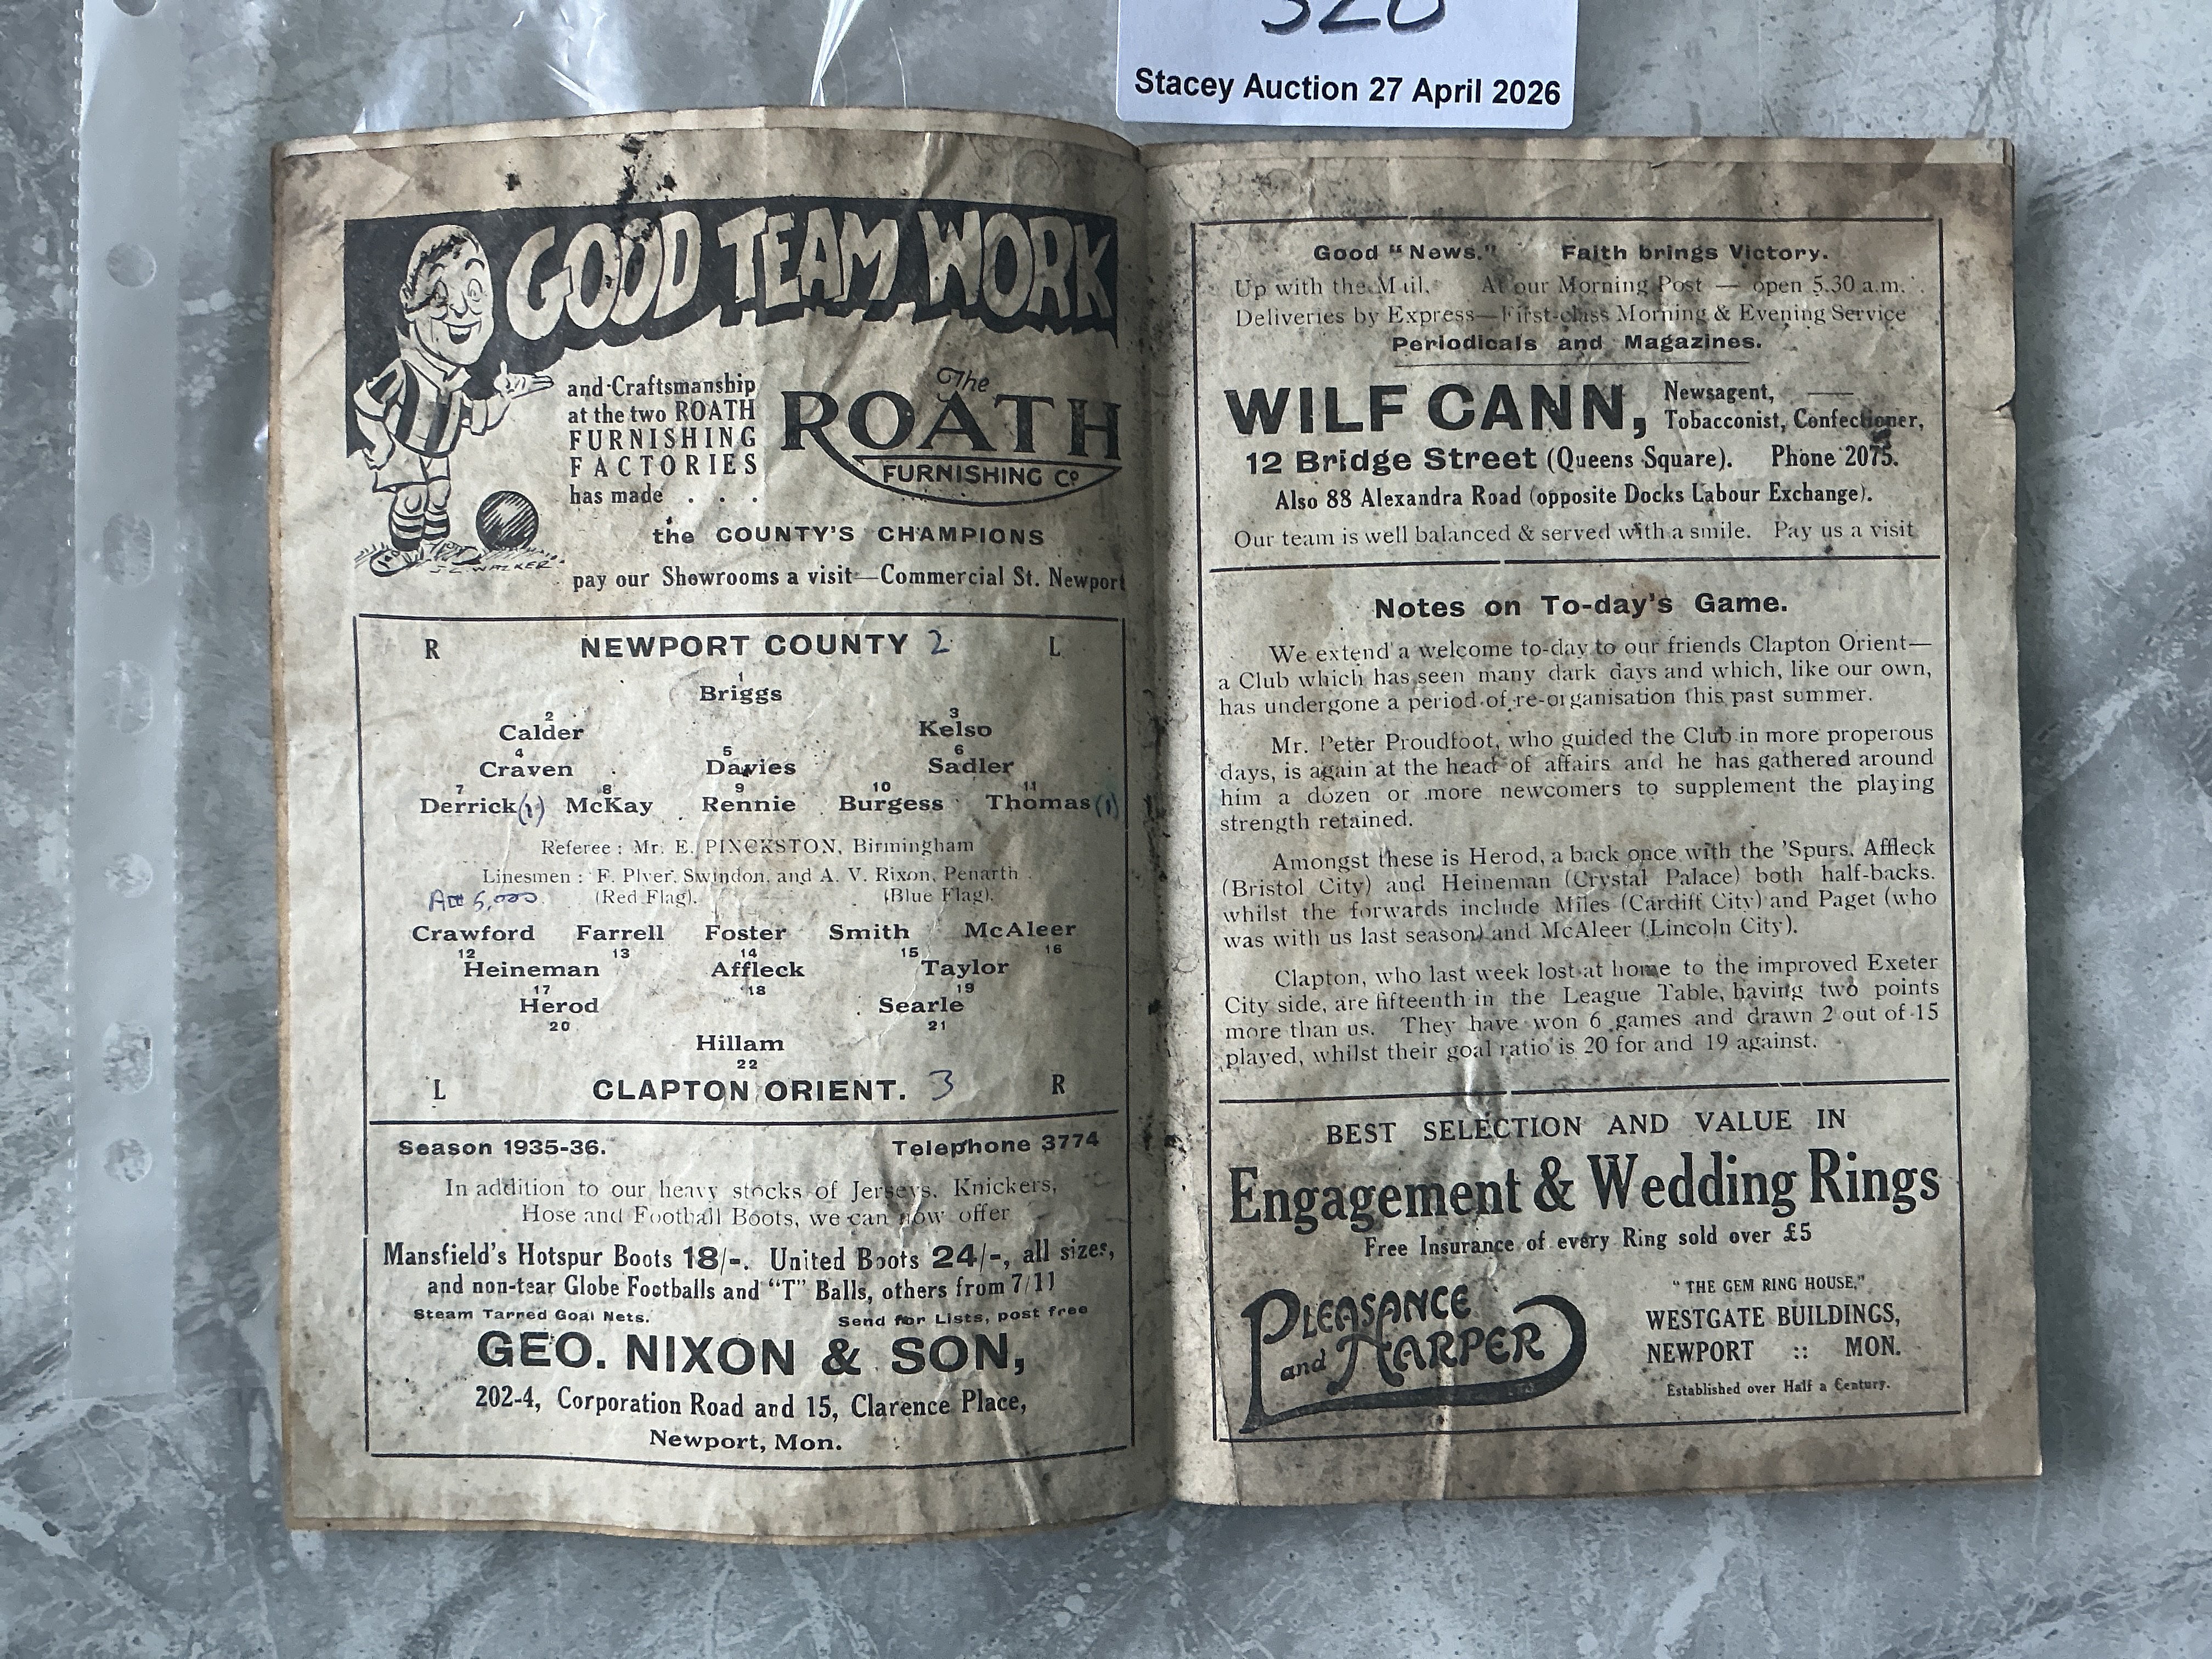 320
Stacey Auction 27 April 2026
GOOD TEAM WORK
and Craftsmanship
at the two ROATH
FURNISHING
FACTORIES
has made . . .
The
ROATH
FURNISHING Co
the COUNTY'S CHAMPIONS
J.C. WALKER.
pay our Showrooms a visit—Commercial St. Newport
R NEWPORT COUNTY 2 L
1
Briggs
2 3
Calder Kelso
4 5 6
Craven Davies Sadler
7 8 9 10 11
Derrick (1) McKay Rennie Burgess Thomas (1)
Referee : Mr. E. PINCKSTON, Birmingham
Linesmen : F. Plyer, Swindon, and A. V. Rixon, Penarth
Att 5,000 (Red Flag). (Blue Flag).
Crawford Farrell Foster Smith McAleer
12 13 14 15 16
Heineman Affleck Taylor
17 18 19
Herod Searle
20 21
Hillam
22
L CLAPTON ORIENT. 3 R
Season 1935-36. Telephone 3774
In addition to our heavy stocks of Jerseys, Knickers,
Hose and Football Boots, we can now offer
Mansfield's Hotspur Boots 18/-. United Boots 24/-, all sizes,
and non-tear Globe Footballs and "T" Balls, others from 7/11
Steam Tarred Goal Nets. Send for Lists, post free
GEO. NIXON & SON,
202-4, Corporation Road and 15, Clarence Place,
Newport, Mon.
Good "News." Faith brings Victory.
Up with the Mail. At our Morning Post — open 5.30 a.m.
Deliveries by Express—First-class Morning & Evening Service
Periodicals and Magazines.
WILF CANN, Newsagent, ——
Tobacconist, Confectioner,
12 Bridge Street (Queens Square). Phone 2075.
Also 88 Alexandra Road (opposite Docks Labour Exchange).
Our team is well balanced & served with a smile. Pay us a visit
Notes on To-day's Game.
We extend a welcome to-day to our friends Clapton Orient—
a Club which has seen many dark days and which, like our own,
has undergone a period of re-organisation this past summer.
Mr. Peter Proudfoot, who guided the Club in more properous
days, is again at the head of affairs and he has gathered around
him a dozen or more newcomers to supplement the playing
strength retained.
Amongst these is Herod, a back once with the 'Spurs, Affleck
(Bristol City) and Heineman (Crystal Palace) both half-backs.
whilst the forwards include Miles (Cardiff City) and Paget (who
was with us last season) and McAleer (Lincoln City).
Clapton, who last week lost at home to the improved Exeter
City side, are fifteenth in the League Table, having two points
more than us. They have won 6 games and drawn 2 out of 15
played, whilst their goal ratio is 20 for and 19 against.
BEST SELECTION AND VALUE IN
Engagement & Wedding Rings
Free Insurance of every Ring sold over £5
PLEASANCE
and HARPER
"THE GEM RING HOUSE,"
WESTGATE BUILDINGS,
NEWPORT :: MON.
Established over Half a Century.